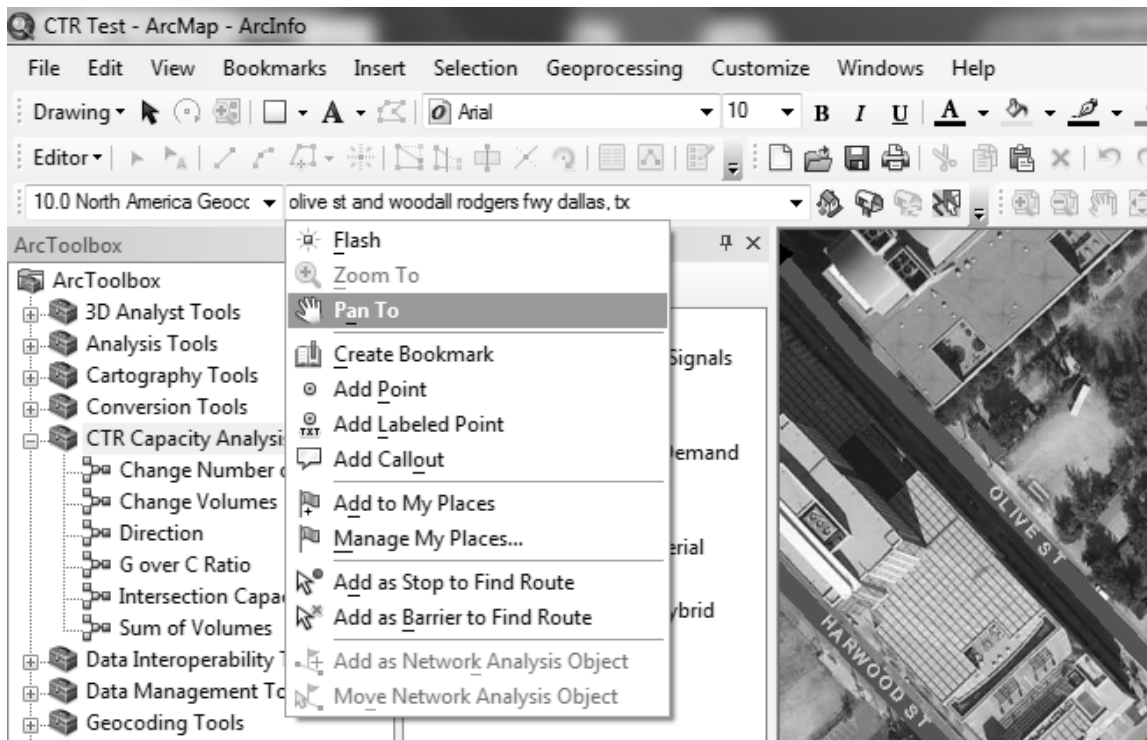 CTR Test - ArcMap - ArcInfo
File Edit View Bookmarks Insert Selection Geoprocessing Customize Windows Help
Drawing Arial 10 B I U A
Editor
10.0 North America Geocc olive st and woodall rodgers fwy dallas, tx
ArcToolbox
ArcToolbox
3D Analyst Tools
Analysis Tools
Cartography Tools
Conversion Tools
CTR Capacity Analysi
Change Number
Change Volumes
Direction
G over C Ratio
Intersection Capa
Sum of Volumes
Data Interoperability
Data Management To
Geocoding Tools
Flash
Zoom To
Pan To
Create Bookmark
Add Point
TXT Add Labeled Point
Add Callout
Add to My Places
Manage My Places...
Add as Stop to Find Route
Add as Barrier to Find Route
Add as Network Analysis Object
Move Network Analysis Object
Signals
emand
erial
ybrid
OLIVE ST
HARWOOD ST